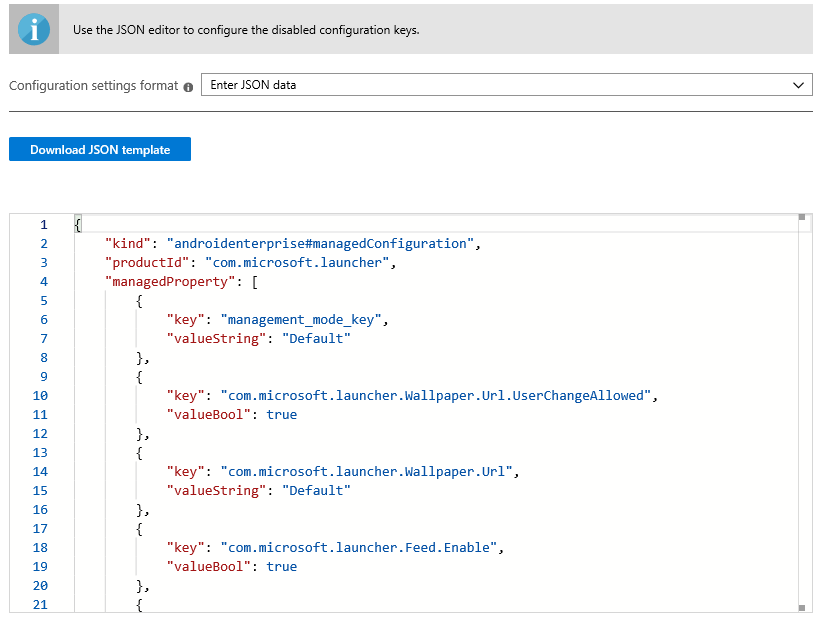 Use the JSON editor to configure the disabled configuration keys.
Configuration settings format
Enter JSON data
Download JSON template
1 {
2 "kind": "androidenterprise#managedConfiguration",
3 "productId": "com.microsoft.launcher",
4 "managedProperty": [
5 {
6 "key": "management_mode_key",
7 "valueString": "Default"
8 },
9 {
10 "key": "com.microsoft.launcher.Wallpaper.Url.UserChangeAllowed",
11 "valueBool": true
12 },
13 {
14 "key": "com.microsoft.launcher.Wallpaper.Url",
15 "valueString": "Default"
16 },
17 {
18 "key": "com.microsoft.launcher.Feed.Enable",
19 "valueBool": true
20 },
21 {